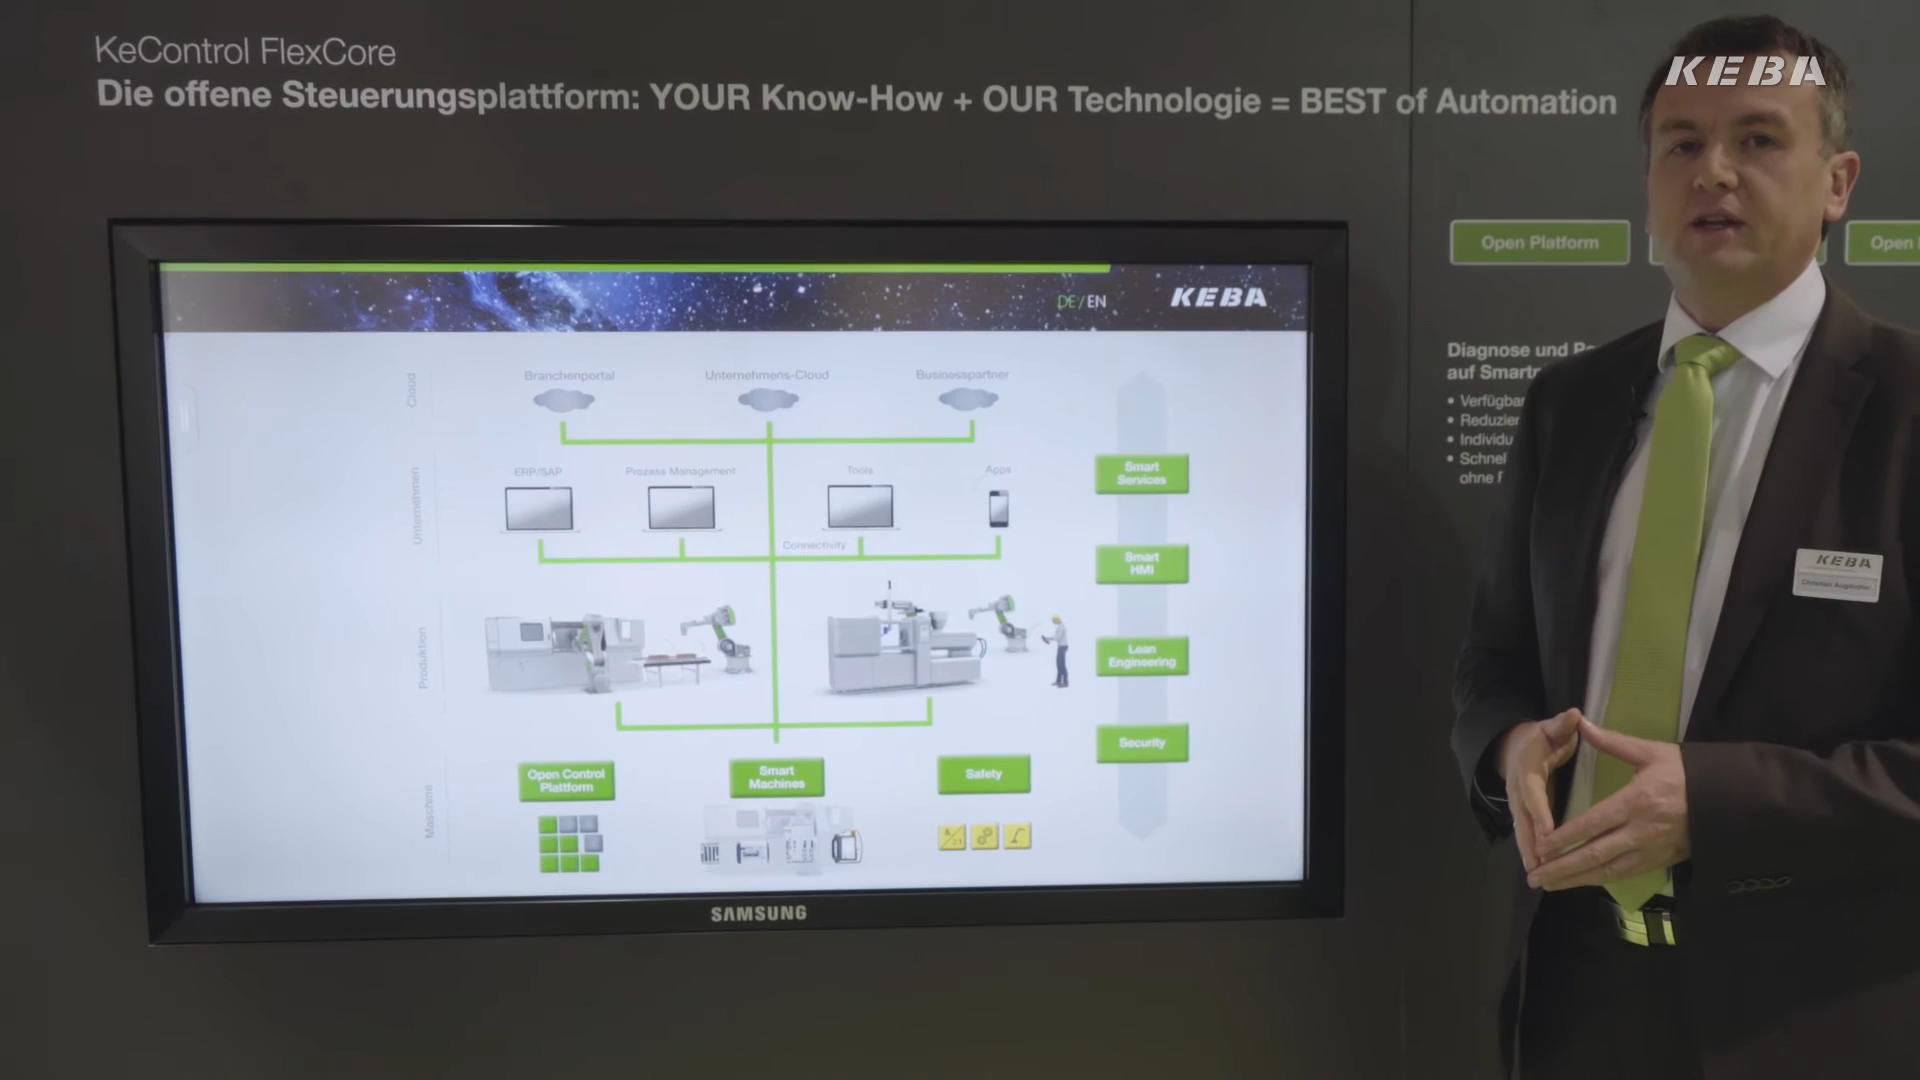 KeControl FlexCore
Die offene Steuerungsplattform: YOUR Know-How + OUR Technologie = BEST of Automation
KEBA
Open Platform
Open
Diagnose und
auf
• Verfügbar
• Reduzier
• Individu
• Schnel
ohne
KEBA
DE/EN
KEBA
Cloud
Branchenportal
Unternehmens-Cloud
Businesspartner
Unternehmen
ERP/SAP
Prozess Management
Tools
Apps
Connectivity
Produktion
Maschine
Open Control
Plattform
Smart
Machines
Safety
Smart
Services
Smart
HMI
Lean
Engineering
Security
SAMSUNG